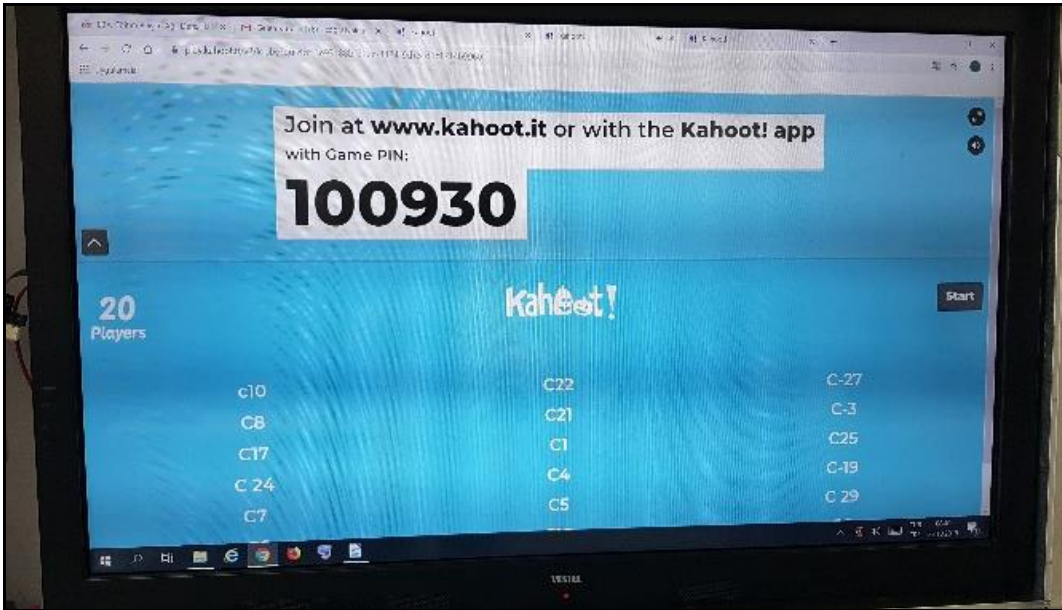 Join at www.kahoot.it or with the Kahoot! app
with Game PIN:
100930
20
Players
Kahoot!
Start
c10
C22
C-27
C8
C21
C-3
C17
C1
C25
C 24
C4
C-19
C7
C5
C 29
VESTEL